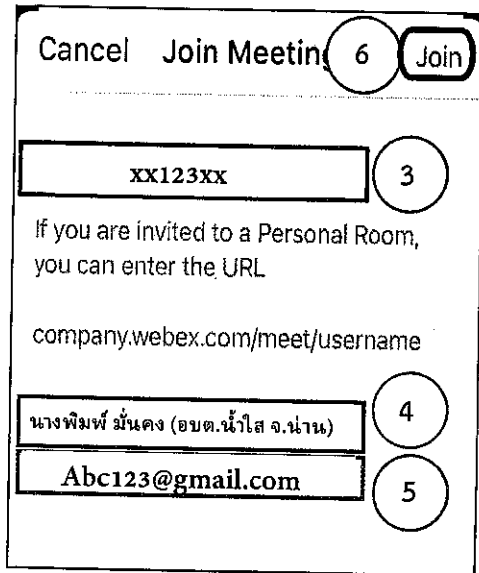 Cancel Join Meeting 6 Join
xx123xx 3
If you are invited to a Personal Room,
you can enter the URL
company.webex.com/meet/username
นางพิมพ์ มั่นคง (อบต.น้ำใส จ.น่าน) 4
Abc123@gmail.com 5